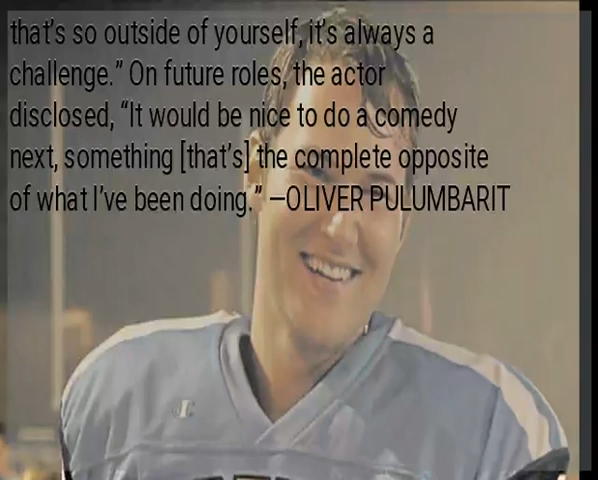 that's so outside of yourself, it's always a
challenge.” On future roles, the actor
disclosed, “It would be nice to do a comedy
next, something [that's] the complete opposite
of what I've been doing.” —OLIVER PULUMBARIT